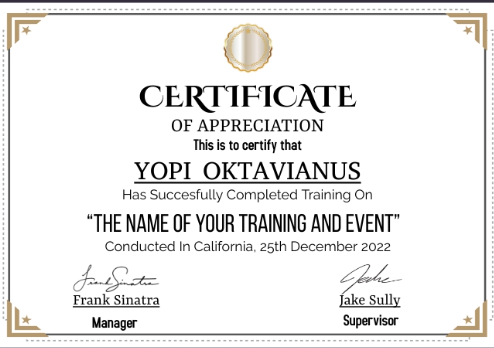 CERTIFICATE
OF APPRECIATION
This is to certify that
YOPI OKTAVIANUS
Has Succesfully Completed Training On
“THE NAME OF YOUR TRAINING AND EVENT”
Conducted In California, 25th December 2022
Frank Sinatra
Jake
Frank Sinatra
Jake Sully
Manager
Supervisor